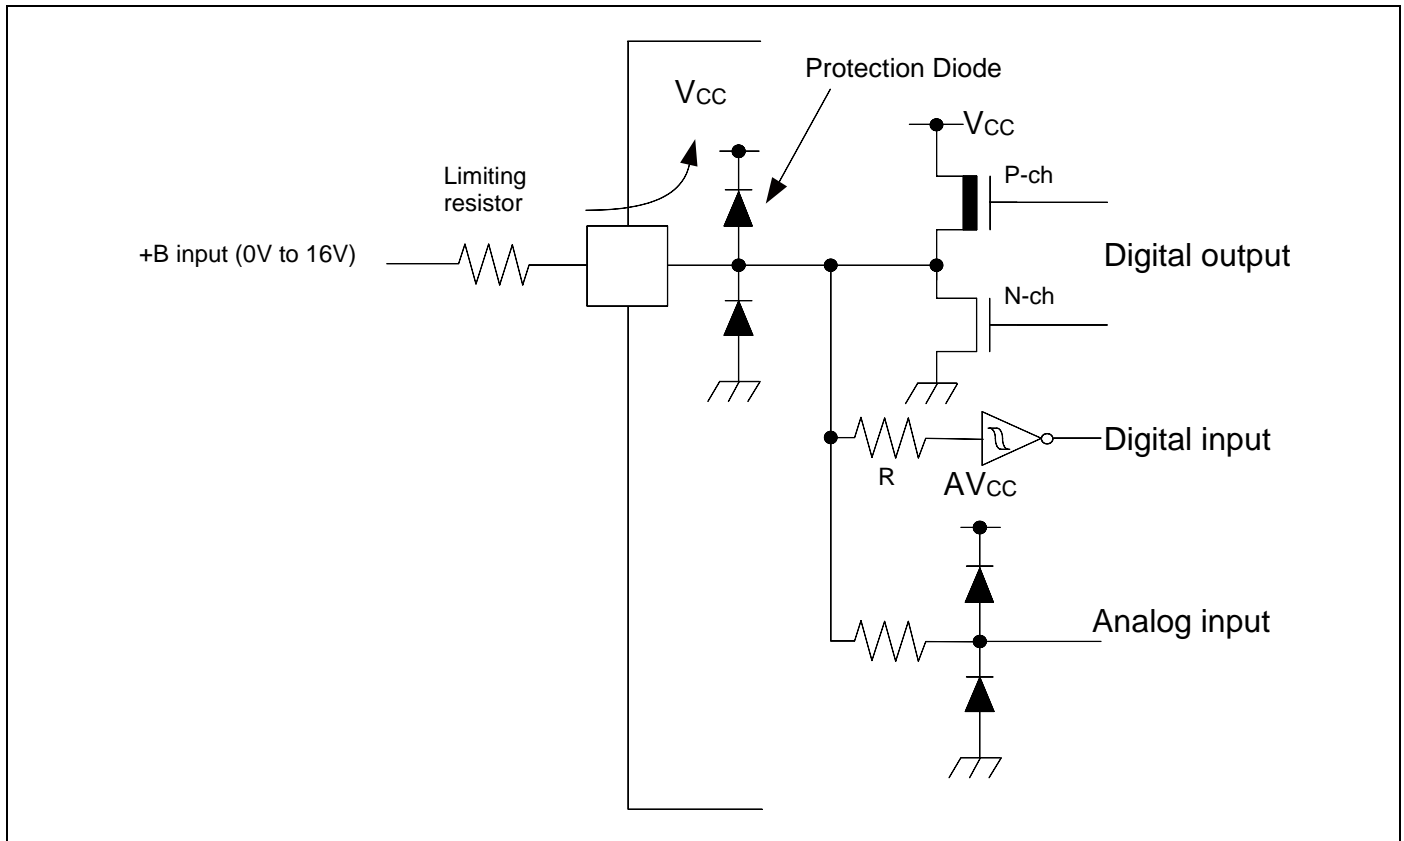 Protection Diode
VCC
VCC
Limiting
resistor
P-ch
+B input (0V to 16V)
Digital output
N-ch
Digital input
R
AVCC
Analog input